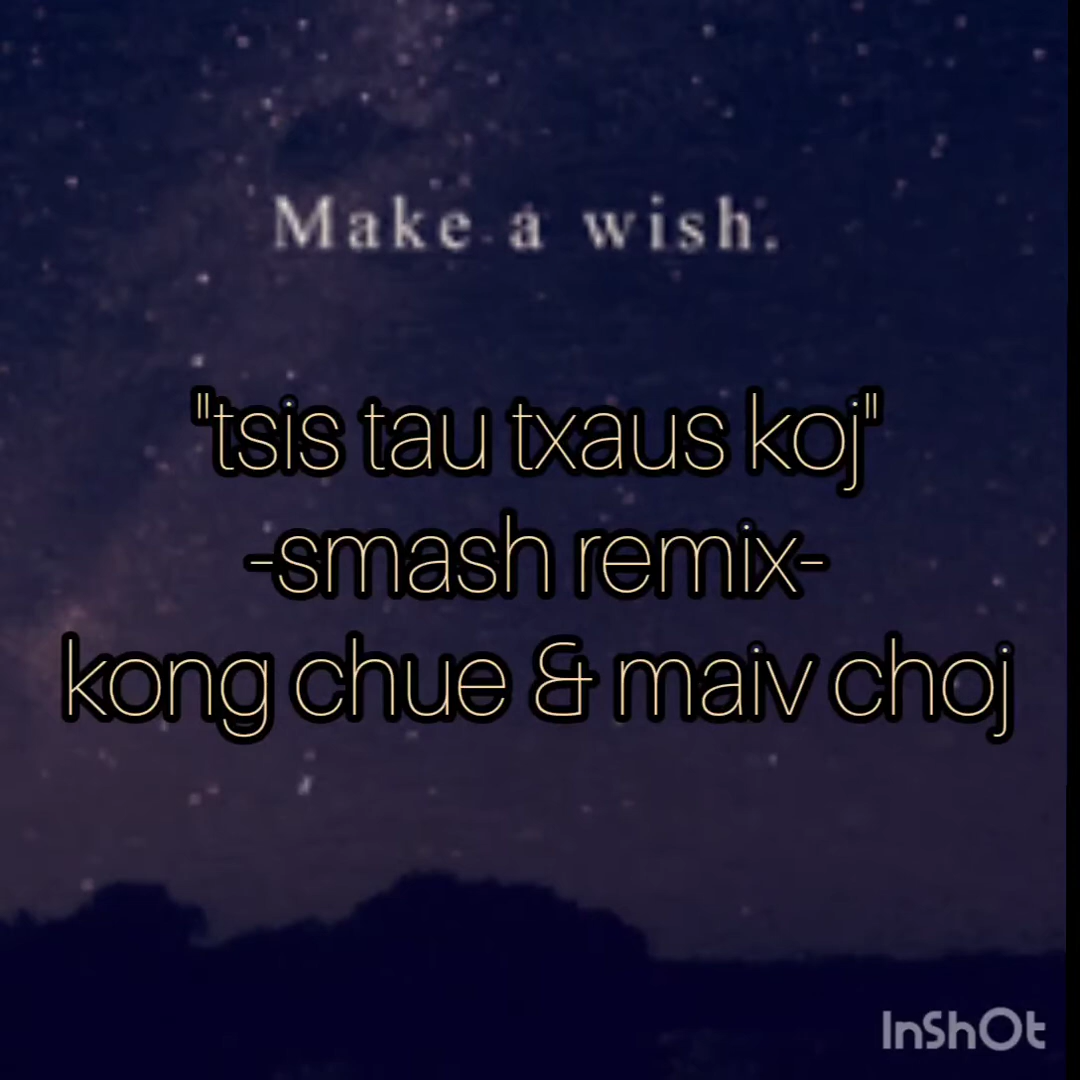 Make a wish.
"tsis tau txaus koj"
-smash remix-
kong chue & maiv choj
InShOt